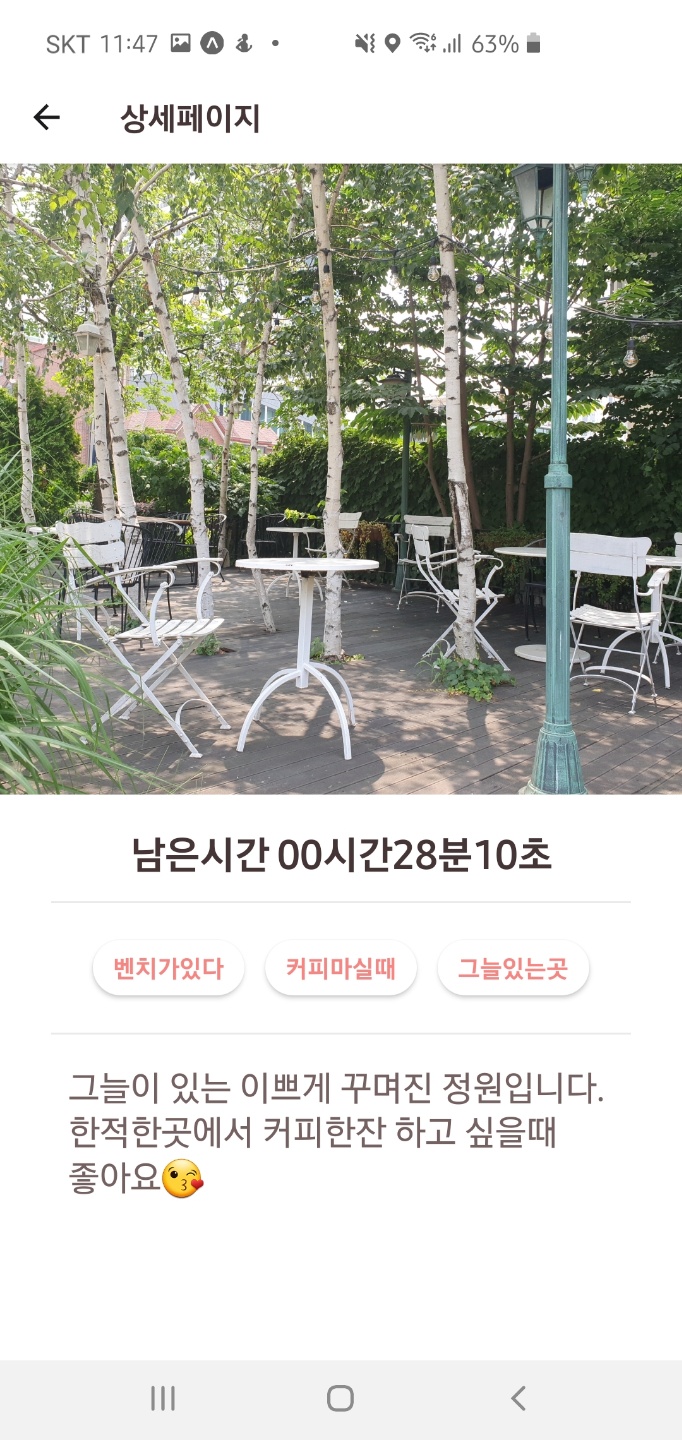 SKT 11:47
63%
상세페이지
남은시간 00시간28분10초
벤치가있다 커피마실때 그늘있는곳
그늘이 있는 이쁘게 꾸며진 정원입니다.
한적한곳에서 커피한잔 하고 싶을때
좋아요😘